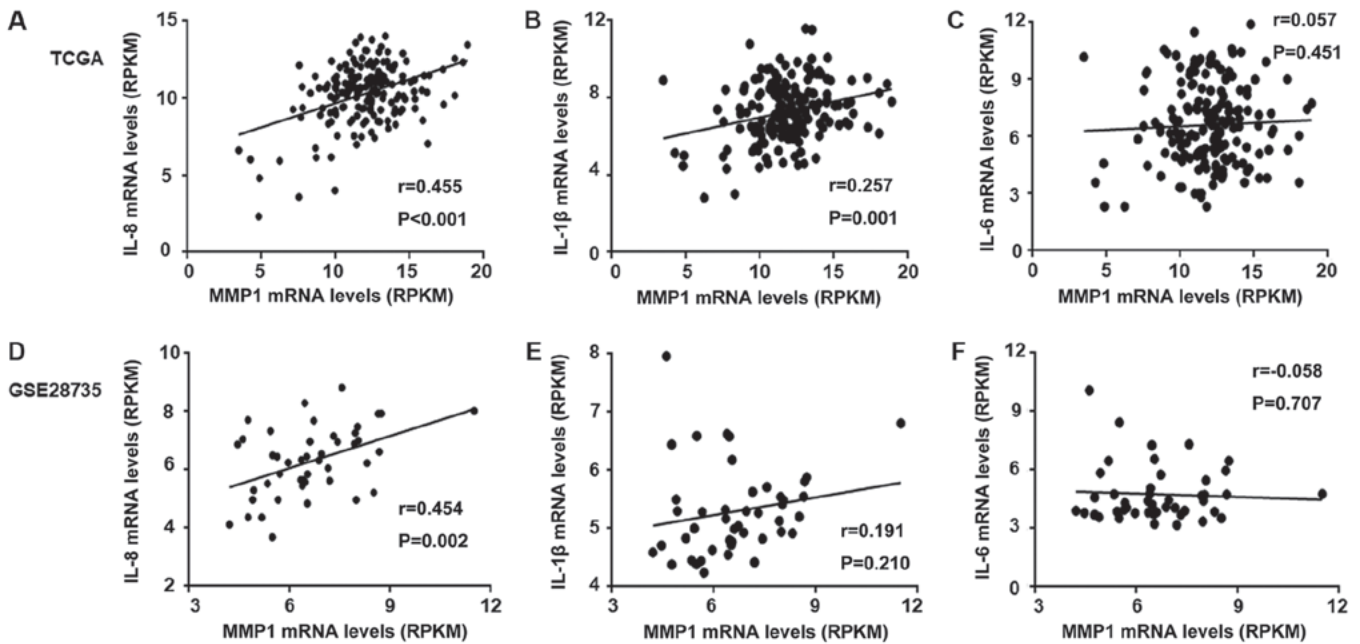 A
TCGA
IL-8 mRNA levels (RPKM)
15
10
5
0
r=0.455
P<0.001
0 5 10 15 20
MMP1 mRNA levels (RPKM)
B
IL-1β mRNA levels (RPKM)
12
8
4
0
r=0.257
P=0.001
0 5 10 15 20
MMP1 mRNA levels (RPKM)
C
IL-6 mRNA levels (RPKM)
12
9
6
3
0
r=0.057
P=0.451
0 5 10 15 20
MMP1 mRNA levels (RPKM)
D
GSE28735
IL-8 mRNA levels (RPKM)
10
8
6
4
2
r=0.454
P=0.002
3 6 9 12
MMP1 mRNA levels (RPKM)
E
IL-1β mRNA levels (RPKM)
8
7
6
5
4
r=0.191
P=0.210
3 6 9 12
MMP1 mRNA levels (RPKM)
F
IL-6 mRNA levels (RPKM)
12
9
6
3
0
r=-0.058
P=0.707
3 6 9 12
MMP1 mRNA levels (RPKM)